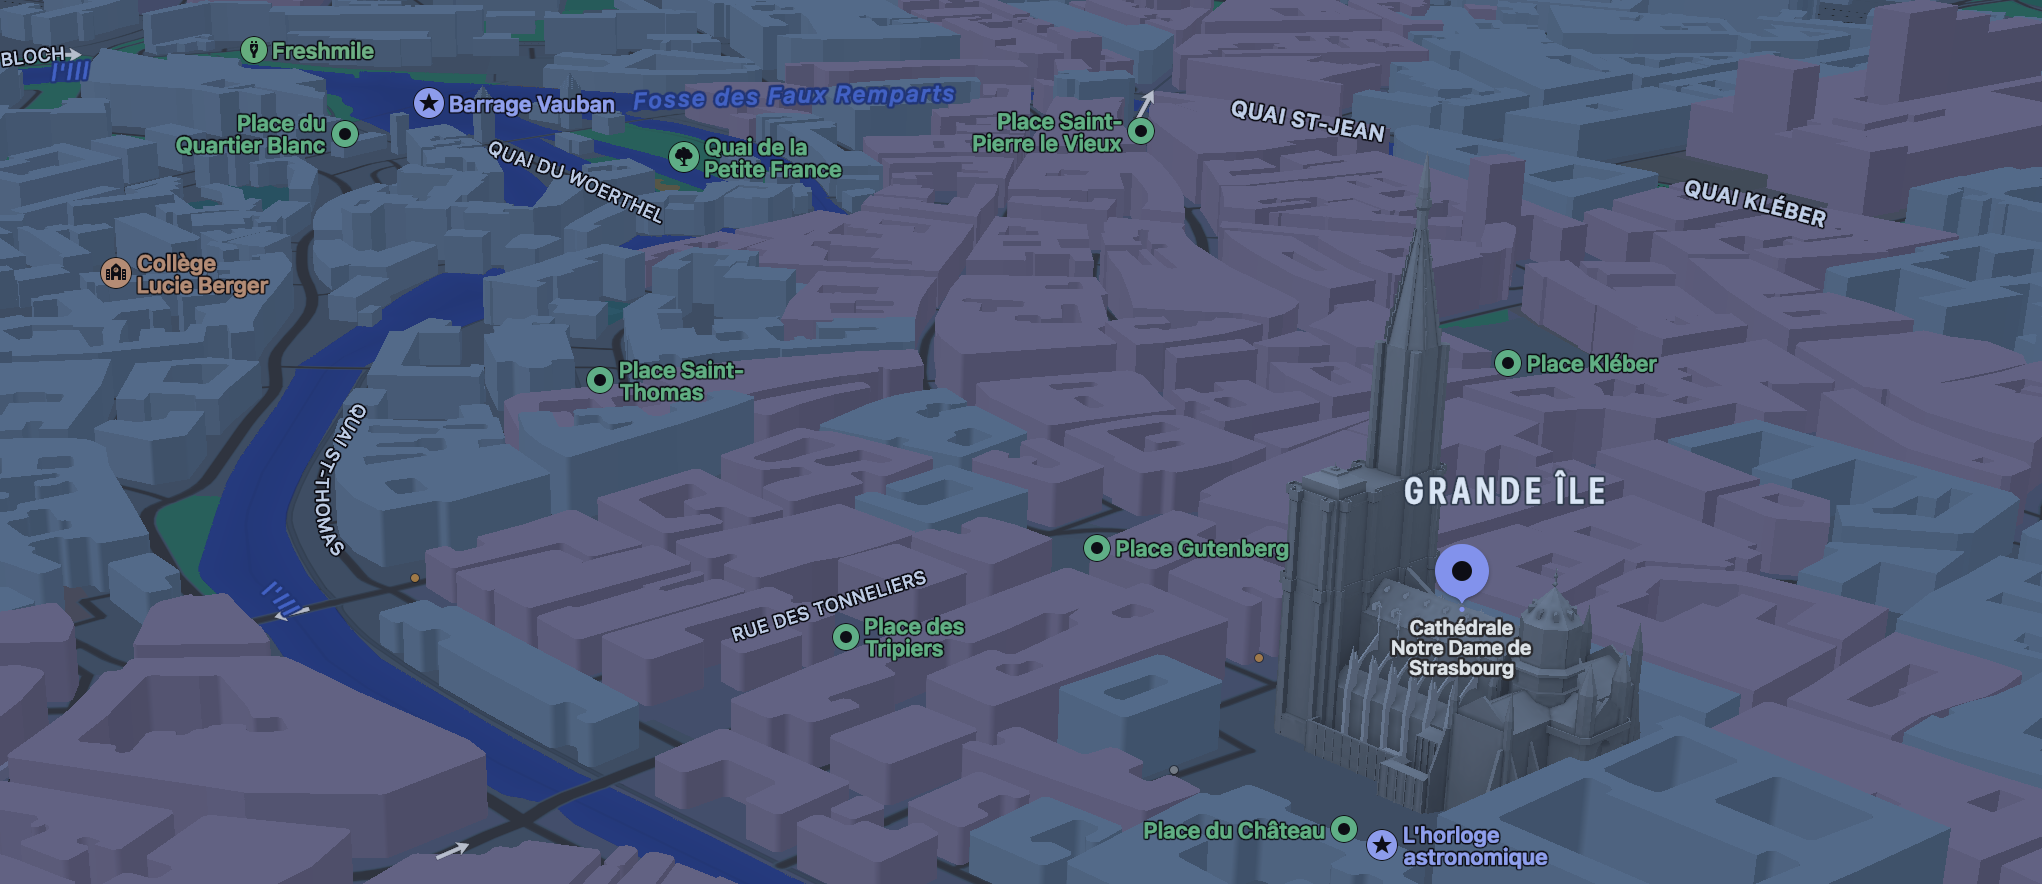 BLOCH
l'Ill
Freshmile
Barrage Vauban
Fosse des Faux Remparts
Place du
Quartier Blanc
QUAI DU WOERTHEL
Quai de la
Petite France
Place Saint-
Pierre le Vieux
QUAI ST-JEAN
QUAI KLÉBER
Collège
Lucie Berger
Place Saint-
Thomas
Place Kléber
QUAI ST-THOMAS
GRANDE ÎLE
Place Gutenberg
l'Ill
RUE DES TONNELIERS
Place des
Tripiers
Cathédrale
Notre Dame de
Strasbourg
Place du Château
L'horloge
astronomique